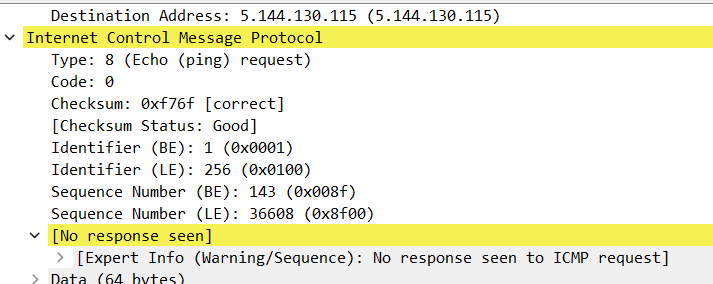 Destination Address: 5.144.130.115 (5.144.130.115)
Internet Control Message Protocol
Type: 8 (Echo (ping) request)
Code: 0
Checksum: 0xf76f [correct]
[Checksum Status: Good]
Identifier (BE): 1 (0x0001)
Identifier (LE): 256 (0x0100)
Sequence Number (BE): 143 (0x008f)
Sequence Number (LE): 36608 (0x8f00)
[No response seen]
[Expert Info (Warning/Sequence): No response seen to ICMP request]
Data (64 bytes)